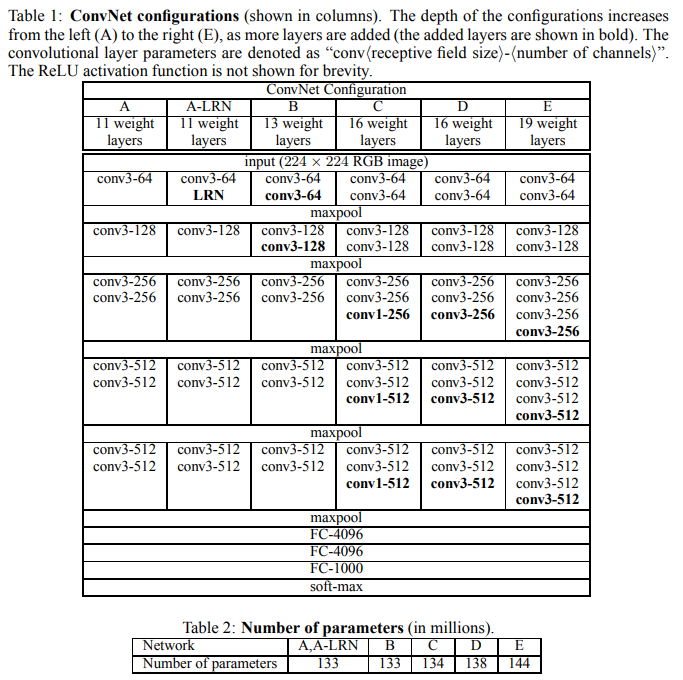 Table 1: ConvNet configurations (shown in columns). The depth of the configurations increases
from the left (A) to the right (E), as more layers are added (the added layers are shown in bold). The
convolutional layer parameters are denoted as “conv⟨receptive field size⟩-⟨number of channels⟩”.
The ReLU activation function is not shown for brevity.
ConvNet Configuration
A A-LRN B C D E
11 weight 11 weight 13 weight 16 weight 16 weight 19 weight
layers layers layers layers layers layers
input (224 × 224 RGB image)
conv3-64 conv3-64 conv3-64 conv3-64 conv3-64 conv3-64
LRN conv3-64 conv3-64 conv3-64 conv3-64
maxpool
conv3-128 conv3-128 conv3-128 conv3-128 conv3-128 conv3-128
conv3-128 conv3-128 conv3-128 conv3-128
maxpool
conv3-256 conv3-256 conv3-256 conv3-256 conv3-256 conv3-256
conv3-256 conv3-256 conv3-256 conv3-256 conv3-256 conv3-256
conv1-256 conv3-256 conv3-256
conv3-256
maxpool
conv3-512 conv3-512 conv3-512 conv3-512 conv3-512 conv3-512
conv3-512 conv3-512 conv3-512 conv3-512 conv3-512 conv3-512
conv1-512 conv3-512 conv3-512
conv3-512
maxpool
conv3-512 conv3-512 conv3-512 conv3-512 conv3-512 conv3-512
conv3-512 conv3-512 conv3-512 conv3-512 conv3-512 conv3-512
conv1-512 conv3-512 conv3-512
conv3-512
maxpool
FC-4096
FC-4096
FC-1000
soft-max
Table 2: Number of parameters (in millions).
Network A,A-LRN B C D E
Number of parameters 133 133 134 138 144